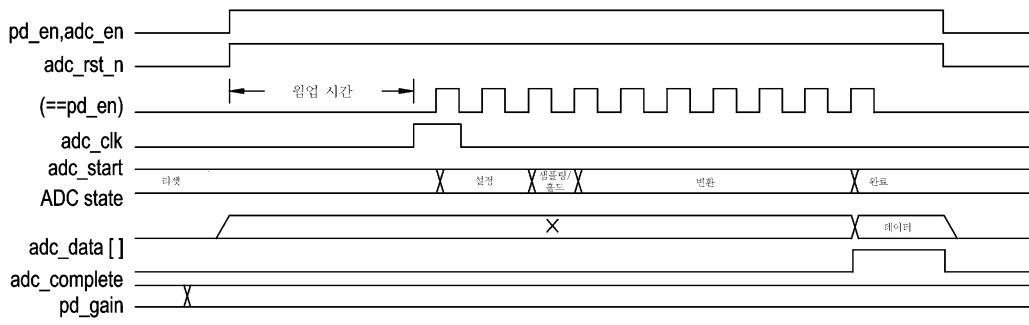 pd_en,adc_en
adc_rst_n
웜업 시간
(==pd_en)
adc_clk
adc_start
리셋 설정 샘플링/홀드 변환 완료
ADC state
X 데이터
adc_data [ ]
adc_complete
pd_gain